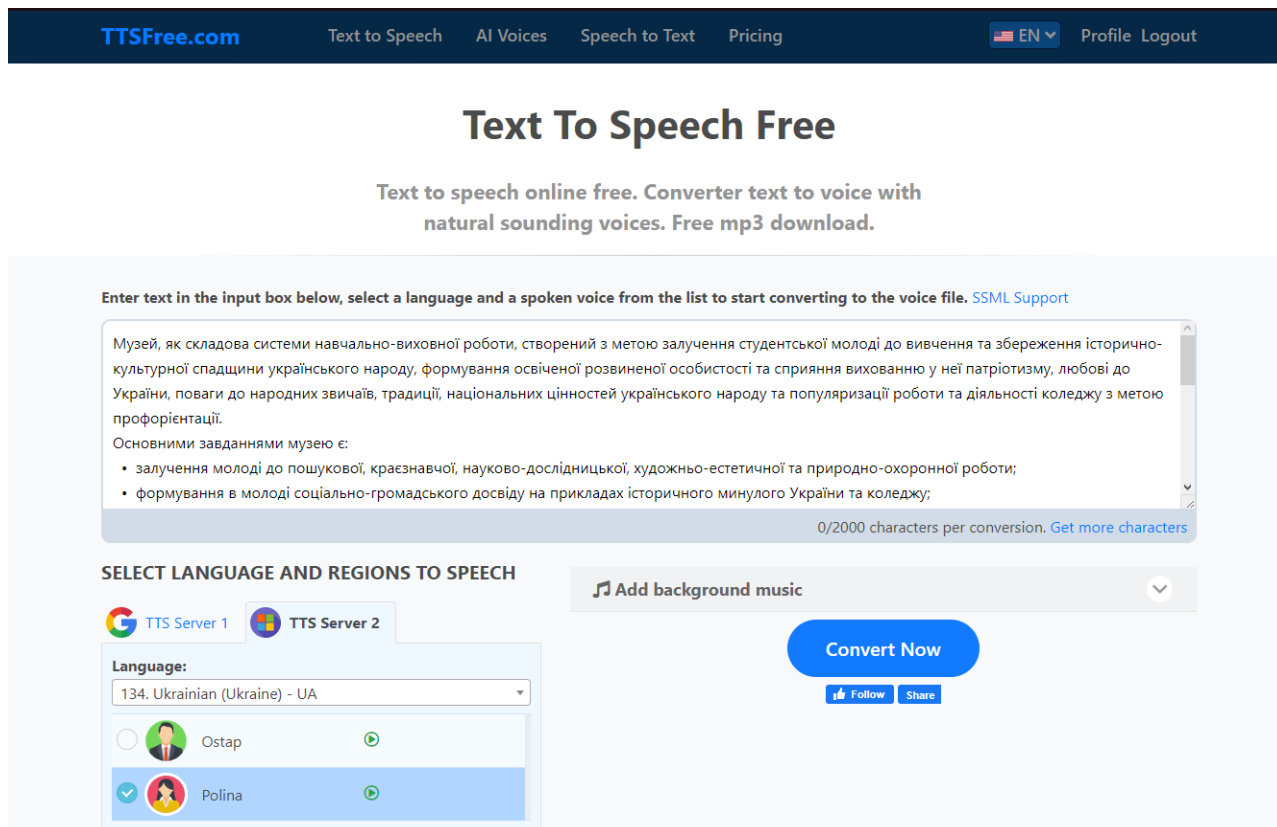 TTSFree.com Text to Speech AI Voices Speech to Text Pricing EN Profile Logout
Text To Speech Free
Text to speech online free. Converter text to voice with
natural sounding voices. Free mp3 download.
Enter text in the input box below, select a language and a spoken voice from the list to start converting to the voice file. SSML Support
Музей, як складова системи навчально-виховної роботи, створений з метою залучення студентської молоді до вивчення та збереження історично-
культурної спадщини українського народу, формування освіченої розвиненої особистості та сприяння вихованню у неї патріотизму, любові до
України, поваги до народних звичаїв, традиції, національних цінностей українського народу та популяризації роботи та діяльності коледжу з метою
профорієнтації.
Основними завданнями музею є:
• залучення молоді до пошукової, краєзнавчої, науково-дослідницької, художньо-естетичної та природно-охоронної роботи;
• формування в молоді соціально-громадського досвіду на прикладах історичного минулого України та коледжу;
0/2000 characters per conversion. Get more characters
SELECT LANGUAGE AND REGIONS TO SPEECH
Add background music
TTS Server 1 TTS Server 2
Convert Now
Language:
134. Ukrainian (Ukraine) - UA
Follow Share
Ostap
Polina